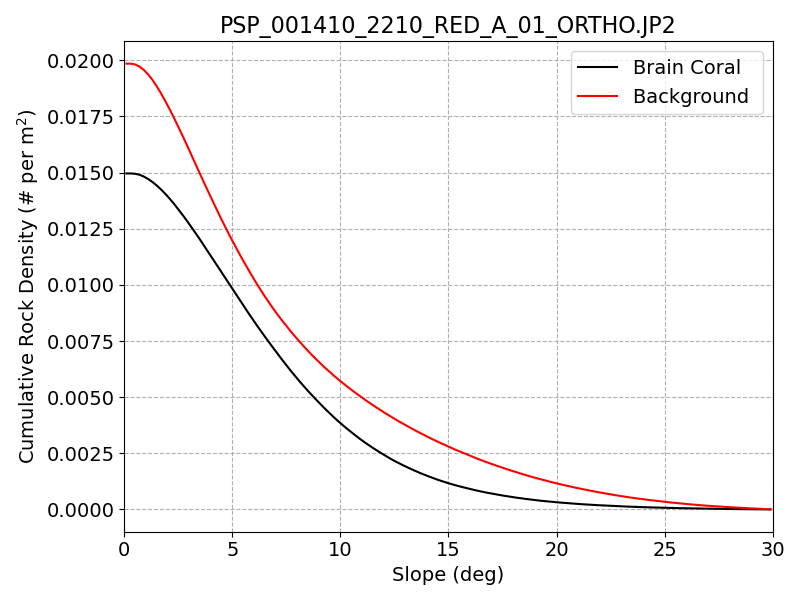 PSP_001410_2210_RED_A_01_ORTHO.JP2
Brain Coral
Background
Cumulative Rock Density (# per m²)
0.0200
0.0175
0.0150
0.0125
0.0100
0.0075
0.0050
0.0025
0.0000
0 5 10 15 20 25 30
Slope (deg)